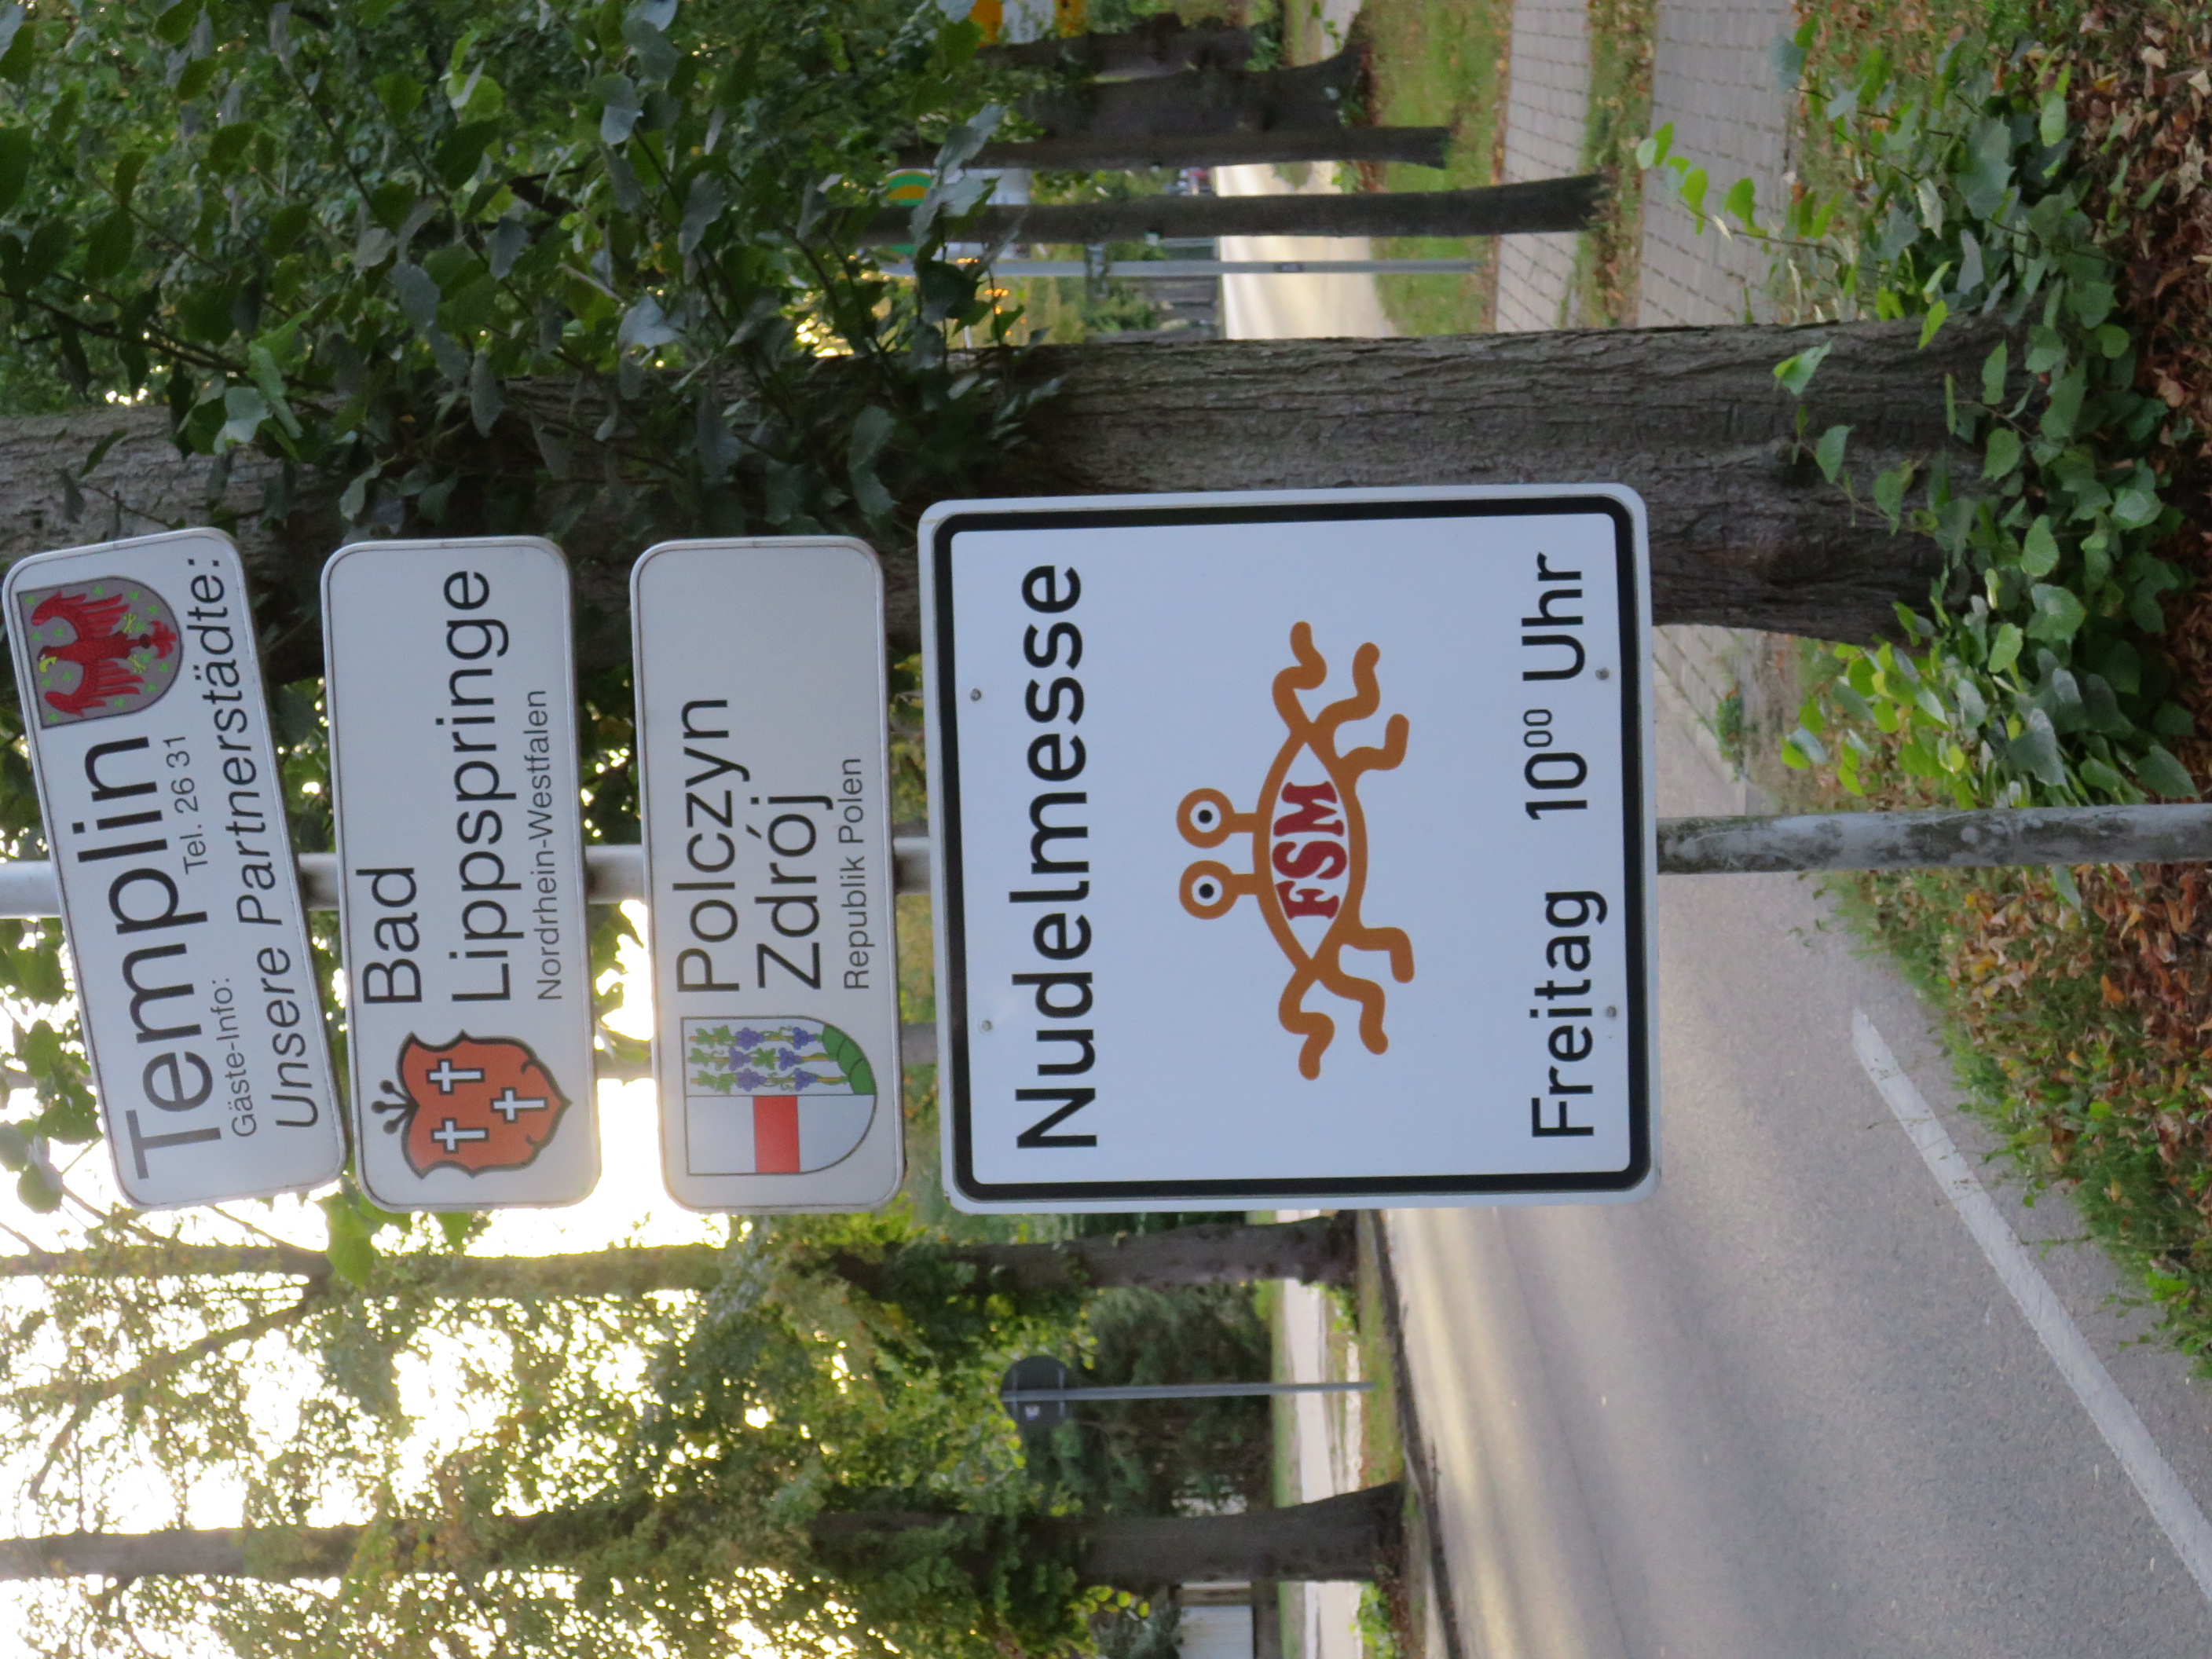 Templin
Gäste-Info: Tel. 26 31
Unsere Partnerstädte:
Bad
Lippspringe
Nordrhein-Westfalen
Polczyn
Zdrój
Republik Polen
Nudelmesse
FSM
Freitag 10⁰⁰ Uhr